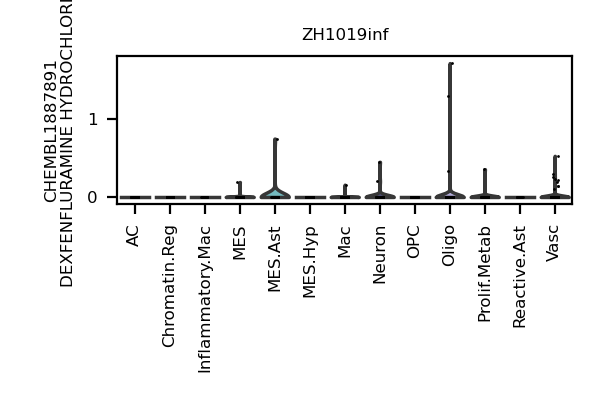 ZH1019inf
CHEMBL1887891
DEXFENFLURAMINE HYDROCHLORI
1
0
AC
Chromatin.Reg
Inflammatory.Mac
MES
MES.Ast
MES.Hyp
Mac
Neuron
OPC
Oligo
Prolif.Metab
Reactive.Ast
Vasc